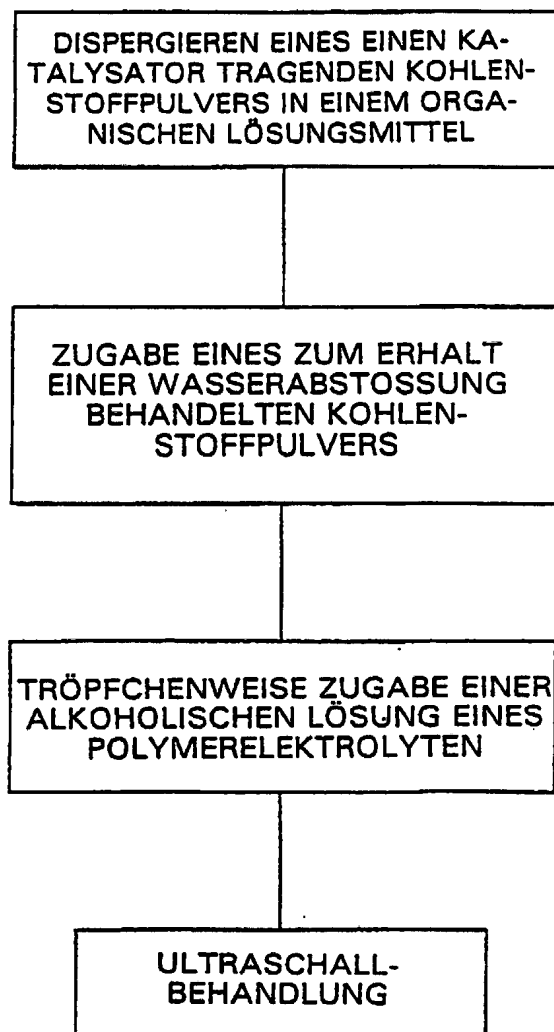 DISPERGIEREN EINES EINEN KA-
TALYSATOR TRAGENDEN KOHLEN-
STOFFPULVERS IN EINEM ORGA-
NISCHEN LÖSUNGSMITTEL
ZUGABE EINES ZUM ERHALT
EINER WASSERABSTOSSUNG
BEHANDELTEN KOHLEN-
STOFFPULVERS
TRÖPFCHENWEISE ZUGABE EINER
ALKOHOLISCHEN LÖSUNG EINES
POLYMERELEKTROLYTEN
ULTRASCHALL-
BEHANDLUNG